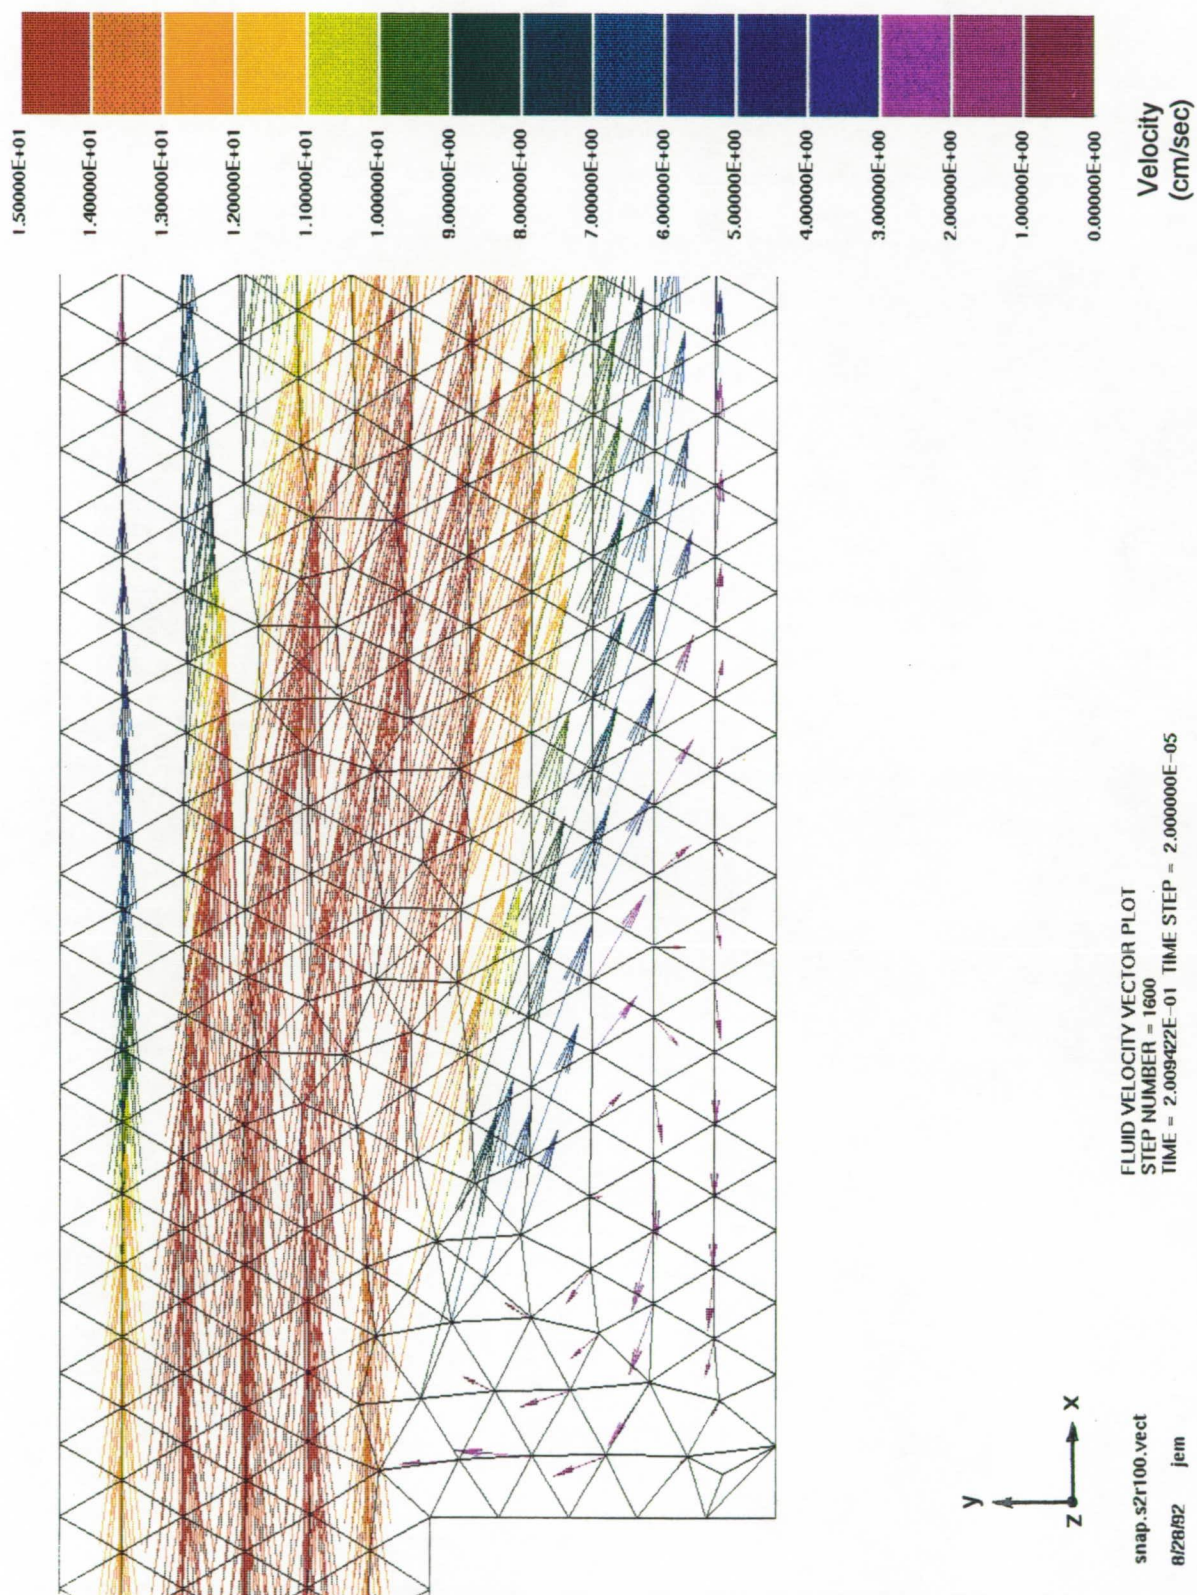 1.50000E+01
1.40000E+01
1.30000E+01
1.20000E+01
1.10000E+01
1.00000E+01
9.00000E+00
8.00000E+00
7.00000E+00
6.00000E+00
5.00000E+00
3.00000E+00
2.00000E+00
1.00000E+00
0.00000E+00
Velocity
(cm/sec)
FLUID VELOCITY VECTOR PLOT
STEP NUMBER = 1600
TIME = 2.009422E-01 TIME STEP = 2.00000E-05
y
z
x
snap.s2r100.vect
8/28/92 jem